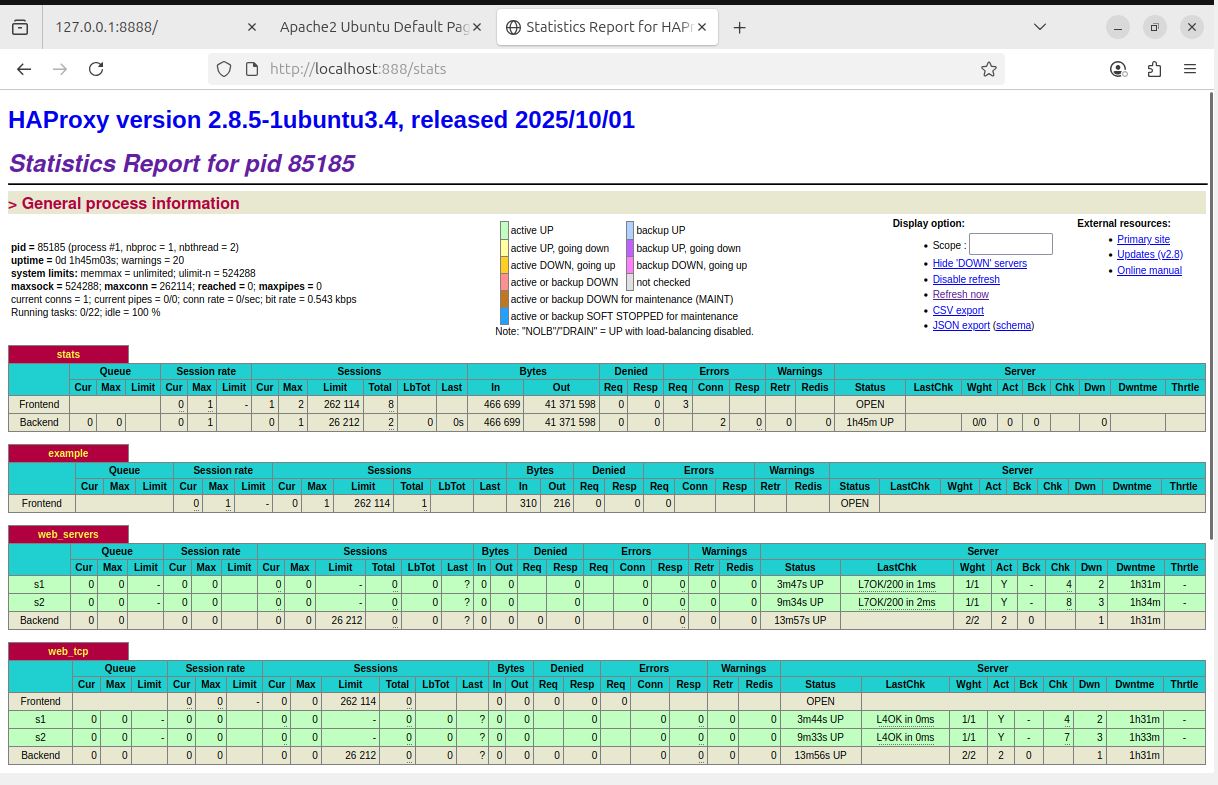 127.0.0.1:8888/
Apache2 Ubuntu Default Pag
Statistics Report for HAPr
http://localhost:888/stats
HAProxy version 2.8.5-1ubuntu3.4, released 2025/10/01
Statistics Report for pid 85185
> General process information
pid = 85185 (process #1, nbproc = 1, nbthread = 2)
uptime = 0d 1h45m03s; warnings = 20
system limits: memmax = unlimited; ulimit-n = 524288
maxsock = 524288; maxconn = 262114; reached = 0; maxpipes = 0
current conns = 1; current pipes = 0/0; conn rate = 0/sec; bit rate = 0.543 kbps
Running tasks: 0/22; idle = 100 %
active UP backup UP
active UP, going down backup UP, going down
active DOWN, going up backup DOWN, going up
active or backup DOWN not checked
active or backup DOWN for maintenance (MAINT)
active or backup SOFT STOPPED for maintenance
Note: "NOLB"/"DRAIN" = UP with load-balancing disabled.
Display option:
Scope :
Hide 'DOWN' servers
Disable refresh
Refresh now
CSV export
JSON export (schema)
External resources:
Primary site
Updates (v2.8)
Online manual
stats
Queue Session rate Sessions Bytes Denied Errors Warnings Server
Cur Max Limit Cur Max Limit Cur Max Limit Total LbTot Last In Out Req Resp Req Conn Resp Retr Redis Status LastChk Wght Act Bck Chk Dwn Dwntme Thrtle
Frontend 0 1 - 1 2 262 114 8 466 699 41 371 598 0 0 3 OPEN
Backend 0 0 0 1 0 1 26 212 2 0 0s 466 699 41 371 598 0 0 2 0 0 0 1h45m UP 0/0 0 0 0
example
Queue Session rate Sessions Bytes Denied Errors Warnings Server
Cur Max Limit Cur Max Limit Cur Max Limit Total LbTot Last In Out Req Resp Req Conn Resp Retr Redis Status LastChk Wght Act Bck Chk Dwn Dwntme Thrtle
Frontend 0 1 - 0 1 262 114 1 310 216 0 0 0 OPEN
web_servers
Queue Session rate Sessions Bytes Denied Errors Warnings Server
Cur Max Limit Cur Max Limit Cur Max Limit Total LbTot Last In Out Req Resp Req Conn Resp Retr Redis Status LastChk Wght Act Bck Chk Dwn Dwntme Thrtle
s1 0 0 - 0 0 0 0 - 0 0 ? 0 0 0 0 0 0 0 3m47s UP L7OK/200 in 1ms 1/1 Y - 4 2 1h31m -
s2 0 0 - 0 0 0 0 - 0 0 ? 0 0 0 0 0 0 0 9m34s UP L7OK/200 in 2ms 1/1 Y - 8 3 1h34m -
Backend 0 0 0 0 0 0 26 212 0 0 ? 0 0 0 0 0 0 0 0 13m57s UP 2/2 2 0 1 1h31m
web_tcp
Queue Session rate Sessions Bytes Denied Errors Warnings Server
Cur Max Limit Cur Max Limit Cur Max Limit Total LbTot Last In Out Req Resp Req Conn Resp Retr Redis Status LastChk Wght Act Bck Chk Dwn Dwntme Thrtle
Frontend 0 0 - 0 0 262 114 0 0 0 0 0 0 OPEN
s1 0 0 - 0 0 0 0 - 0 0 ? 0 0 0 0 0 0 0 3m44s UP L4OK in 0ms 1/1 Y - 4 2 1h31m -
s2 0 0 - 0 0 0 0 - 0 0 ? 0 0 0 0 0 0 0 9m33s UP L4OK in 0ms 1/1 Y - 7 3 1h33m -
Backend 0 0 0 0 0 0 26 212 0 0 ? 0 0 0 0 0 0 0 0 13m56s UP 2/2 2 0 1 1h31m